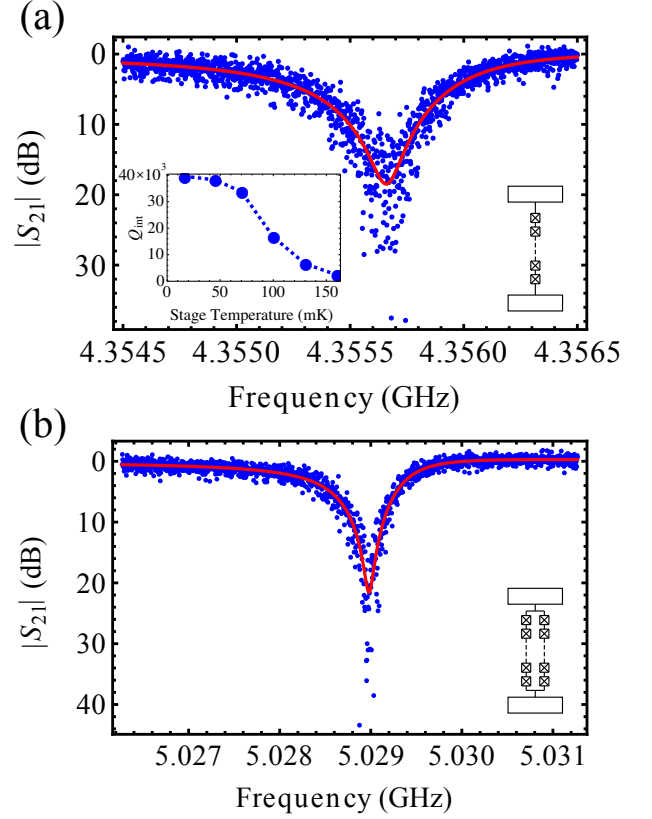 (a)
0
10
20
30
|S21| (dB)
40×10³
30
20
10
0
Qint
0 50 100 150
Stage Temperature (mK)
4.3545 4.3550 4.3555 4.3560 4.3565
Frequency (GHz)
(b)
0
10
20
30
40
|S21| (dB)
5.027 5.028 5.029 5.030 5.031
Frequency (GHz)